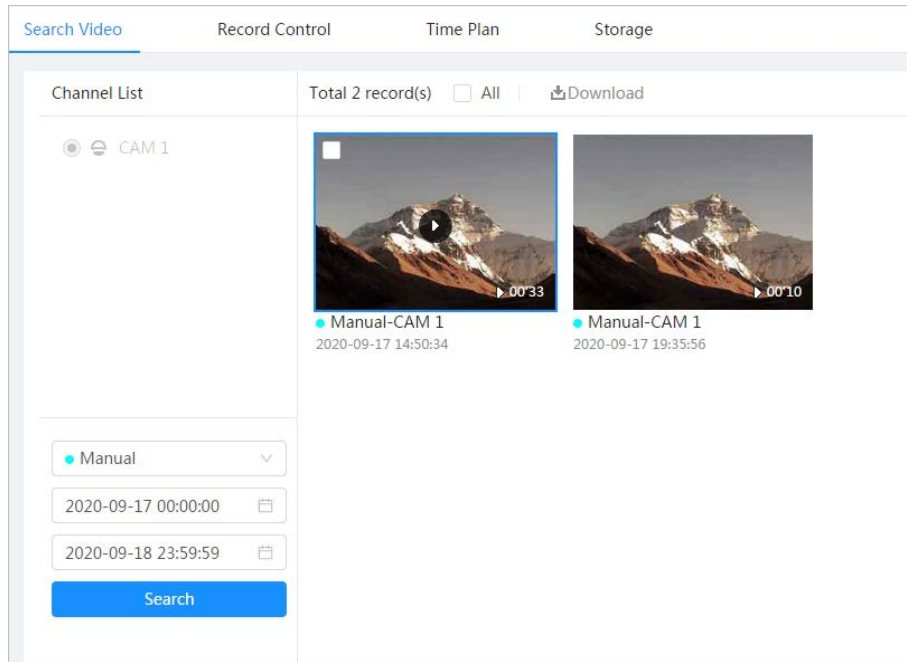 Search Video Record Control Time Plan Storage
Channel List
Total 2 record(s) All Download
CAM 1
00'33
00'10
Manual-CAM 1
2020-09-17 14:50:34
Manual-CAM 1
2020-09-17 19:35:56
Manual
2020-09-17 00:00:00
2020-09-18 23:59:59
Search